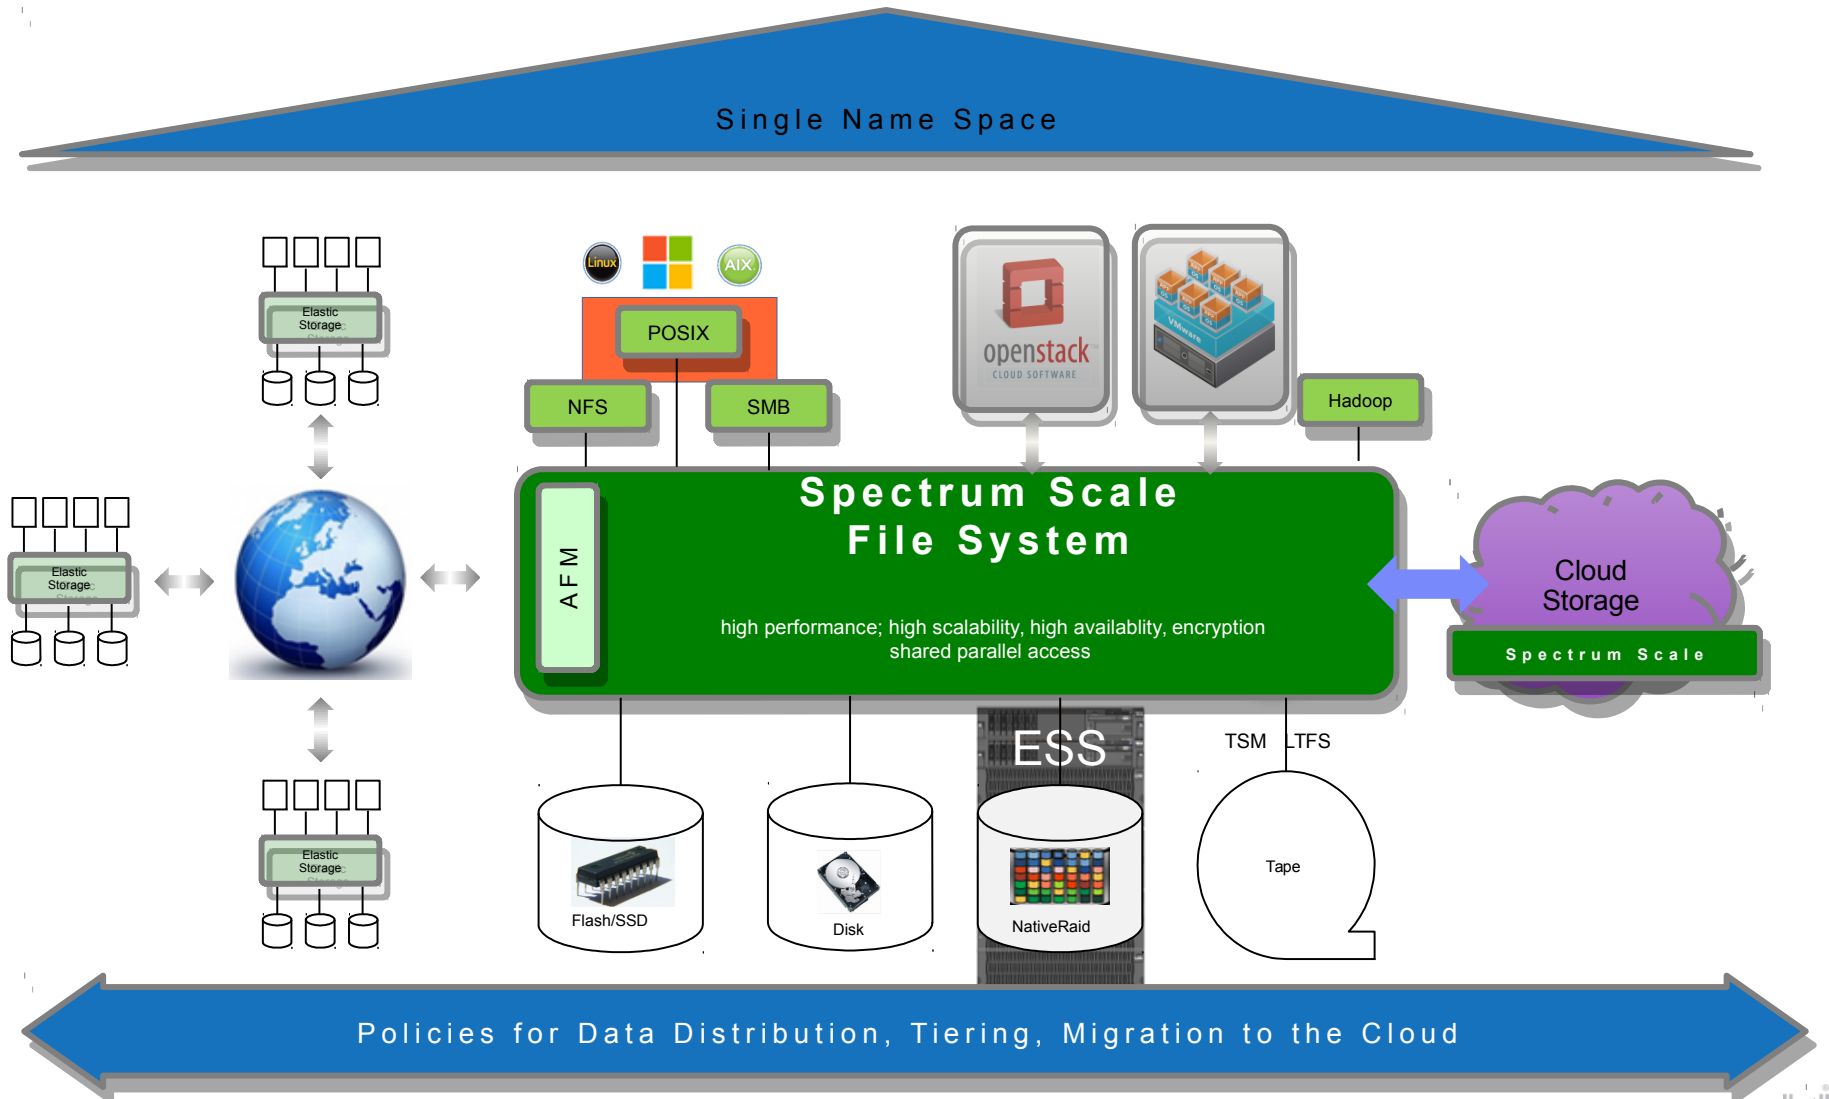 Single Name Space
Linux
AIX
Elastic
Storage
POSIX
NFS
SMB
openstack
CLOUD SOFTWARE
VMware
Hadoop
Spectrum Scale
File System
AFM
high performance; high scalability, high availablity, encryption
shared parallel access
Elastic
Storage
Cloud
Storage
Spectrum Scale
ESS
TSM LTFS
Elastic
Storage
Flash/SSD
Disk
NativeRaid
Tape
Policies for Data Distribution, Tiering, Migration to the Cloud